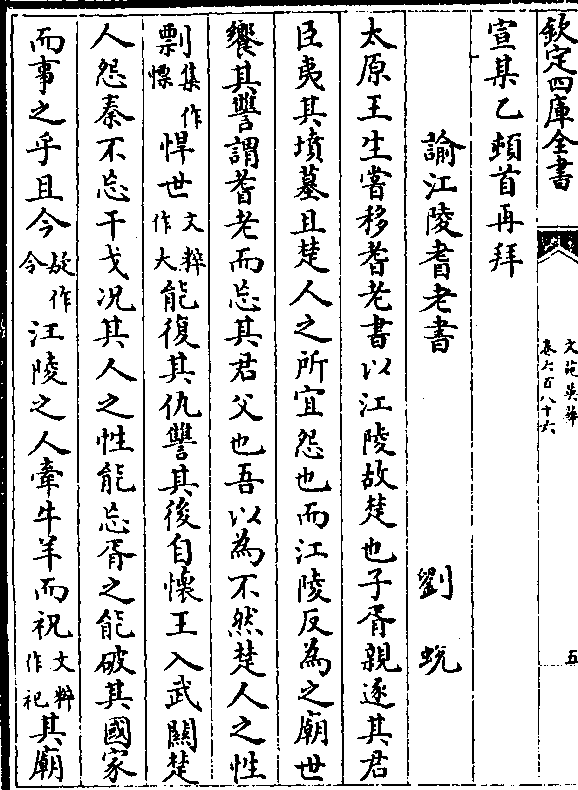 欽定四庫全書
文苑英華
卷六百八十六
五
宣某乙頓首再拜
諭江陵耆老書 劉蛻
太原王生嘗移耆老書以江陵故楚也子胥親逐其君
臣夷其墳墓且楚人之所宜怨也而江陵反為之廟世
饗其讐謂耆老而忘其君父也吾以為不然楚人之性
剽集作慓悍世文粹作大能復其仇讐其後自懷王入武關楚
人怨秦不忘干戈况其人之性能忘胥之能破其國家
而事之乎且今㫌作今江陵之人牽牛羊而祝文粹作祀其廟